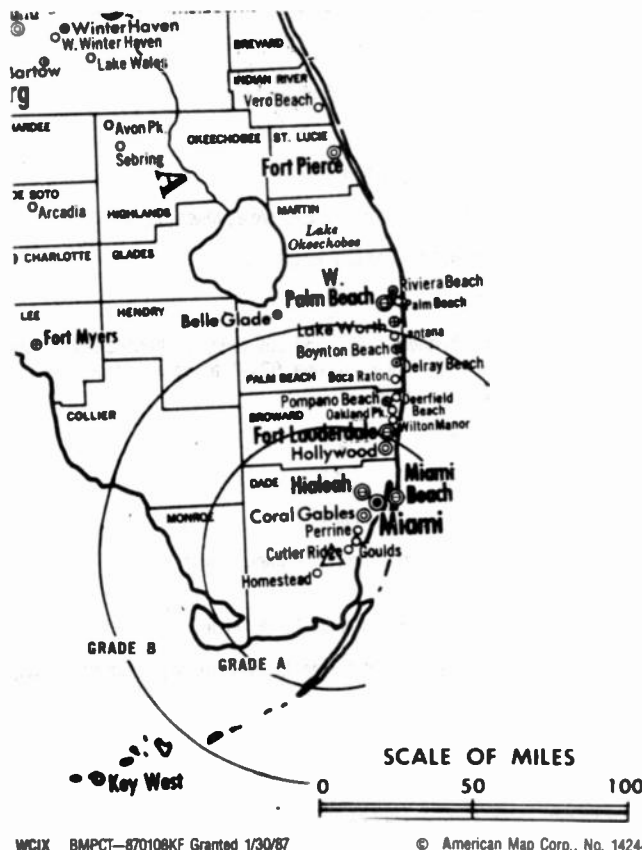 Winter Haven
W. Winter Haven
Bartow
Lake Wales
rg
BREVARD
INDIAN RIVER
Vero Beach
HARDEE
Avon Pk.
Sebring
OKEECHOBEE
ST. LUCIE
Fort Pierce
A
DE SOTO
Arcadia
HIGHLANDS
MARTIN
Lake
Okeechobee
CHARLOTTE
GLADES
W.
Palm Beach
Riviera Beach
Palm Beach
LEE
HENDRY
Belle Glade
Fort Myers
Lake Worth
Lantana
Boynton Beach
Delray Beach
PALM BEACH
Boca Raton
COLLIER
Pompano Beach
Deerfield
Beach
BROWARD
Oakland Pk.
Wilton Manor
Fort Lauderdale
Hollywood
DADE
Hialeah
Miami
Beach
MONROE
Coral Gables
Miami
Perrine
Cutler Ridge
Goulds
Homestead
GRADE B
GRADE A
Key West
SCALE OF MILES
0 50 100
WCIX BMPCT—870108KF Granted 1/30/87
© American Map Corp., No. 1424